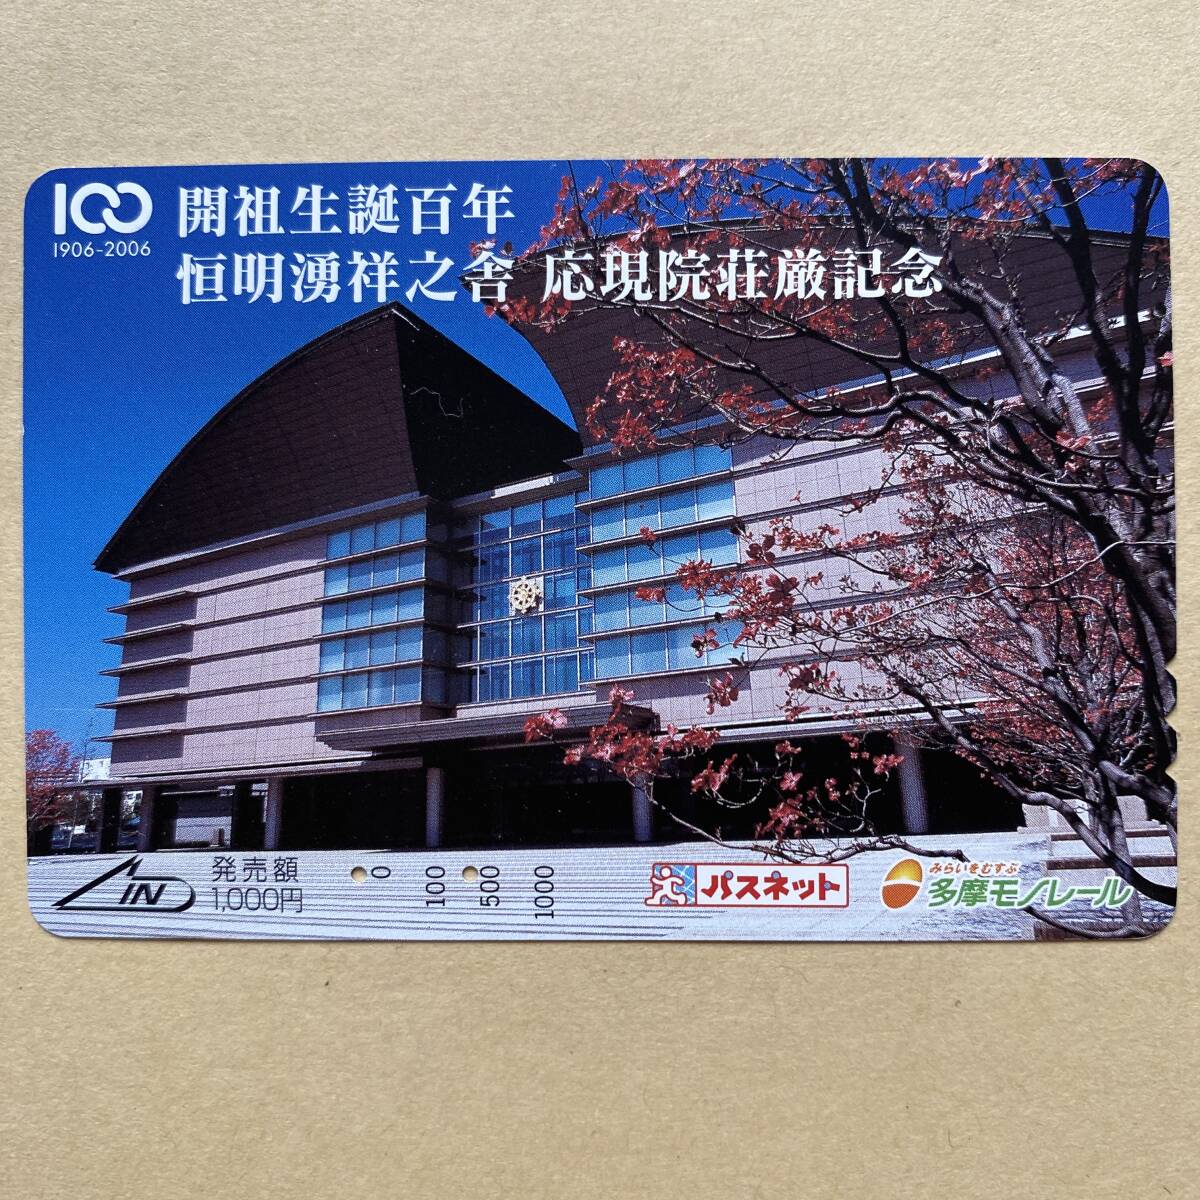 100
1906-2006
開祖生誕百年
恒明湧祥之舎 応現院荘厳記念
IN
発売額
1,000円
0
100
500
1000
パスネット
みらいをむすぶ
多摩モノレール